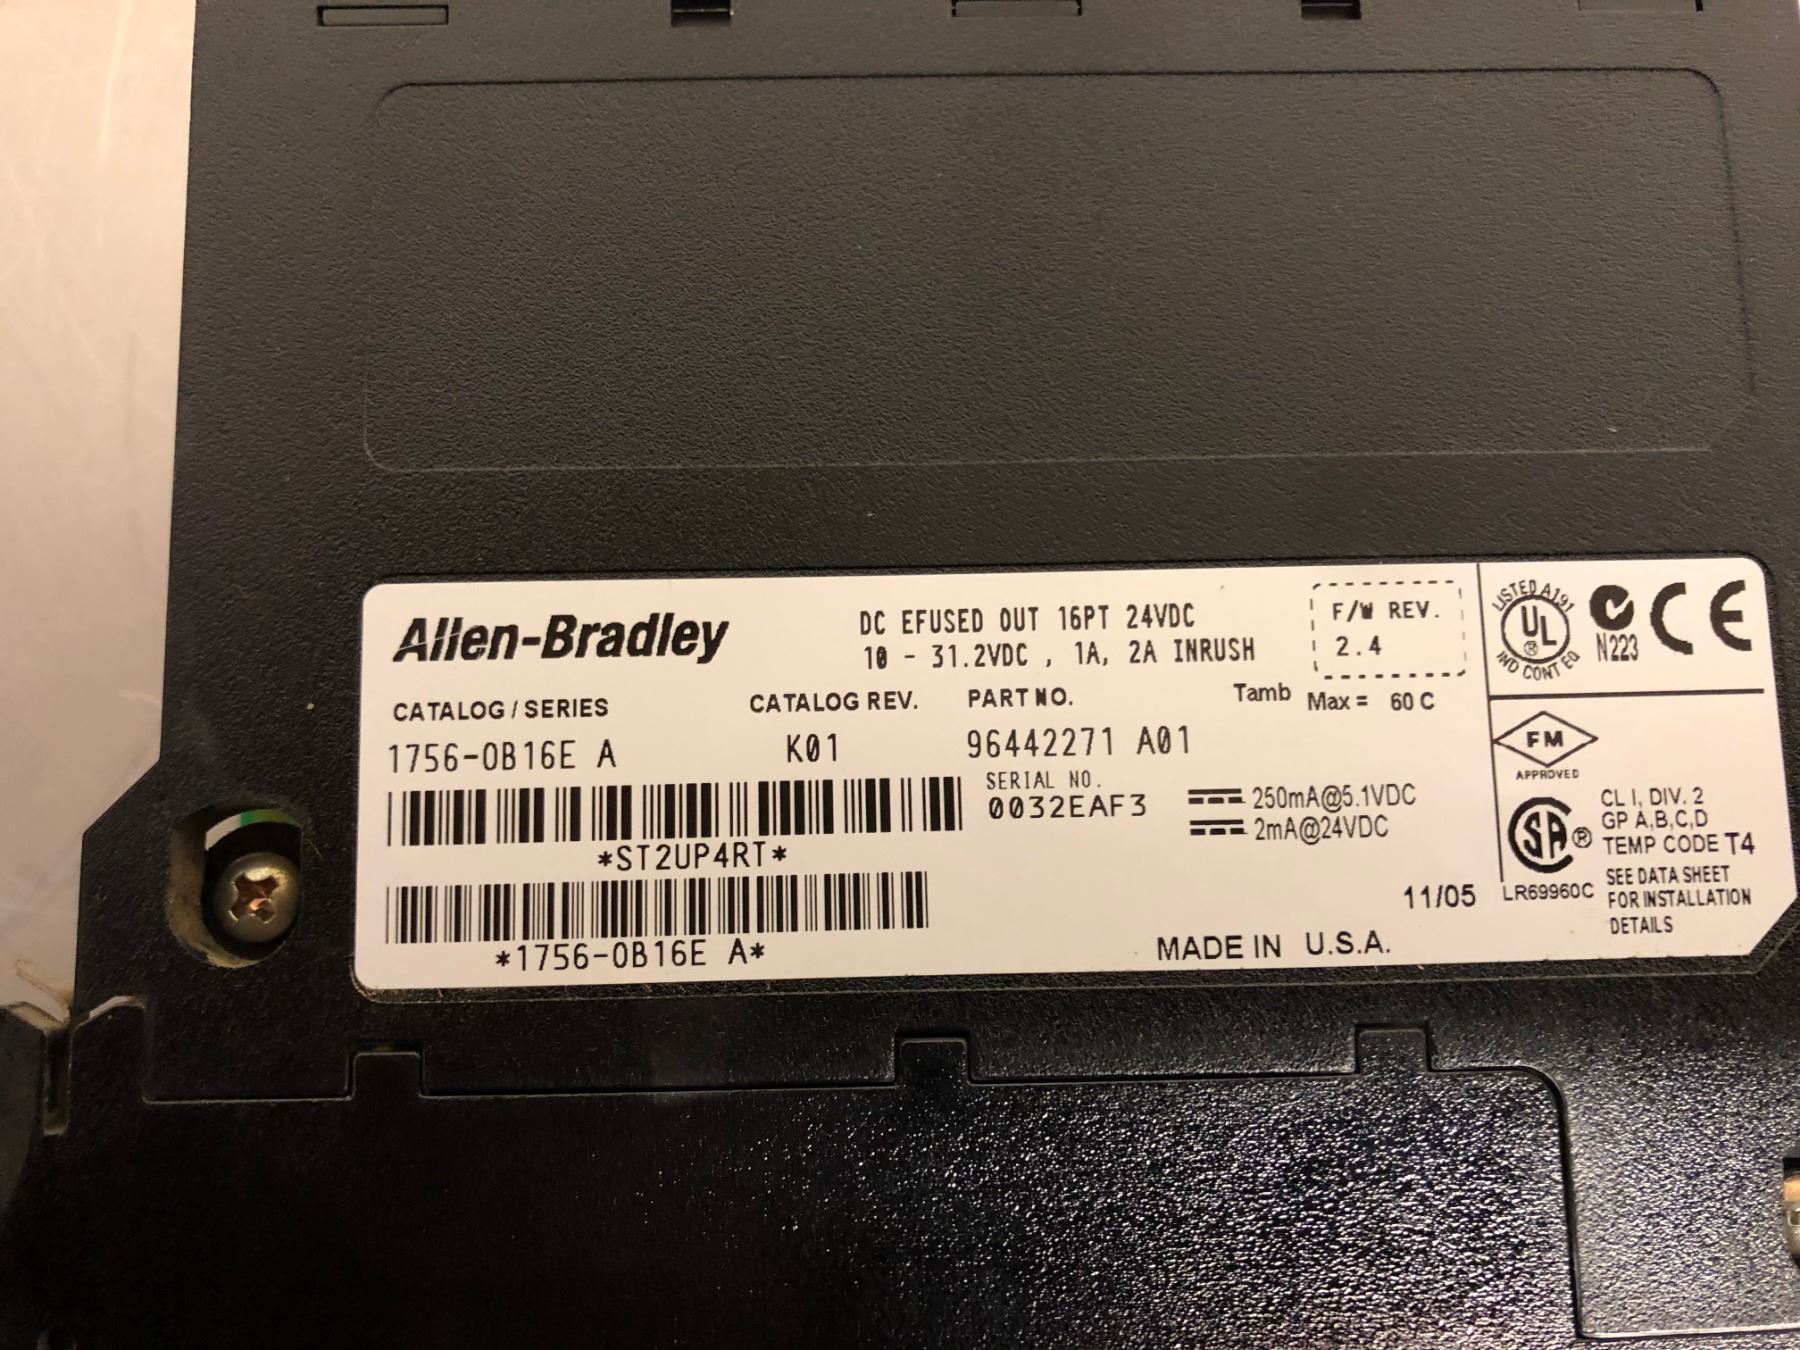 Allen-Bradley
DC EFUSED OUT 16PT 24VDC
10 - 31.2VDC , 1A, 2A INRUSH
F/W REV.
2.4
CATALOG / SERIES
CATALOG REV.
PART NO.
Tamb Max = 60 C
1756-OB16E A
K01
96442271 A01
SERIAL NO.
0032EAF3
250mA@5.1VDC
2mA@24VDC
*ST2UP4RT*
*1756-OB16E A*
11/05
MADE IN U.S.A.
LISTED A191
UL
®
IND CONT EQ
N223
CE
FM
APPROVED
SA
®
LR69960C
CL I, DIV. 2
GP A,B,C,D
TEMP CODE T4
SEE DATA SHEET
FOR INSTALLATION
DETAILS